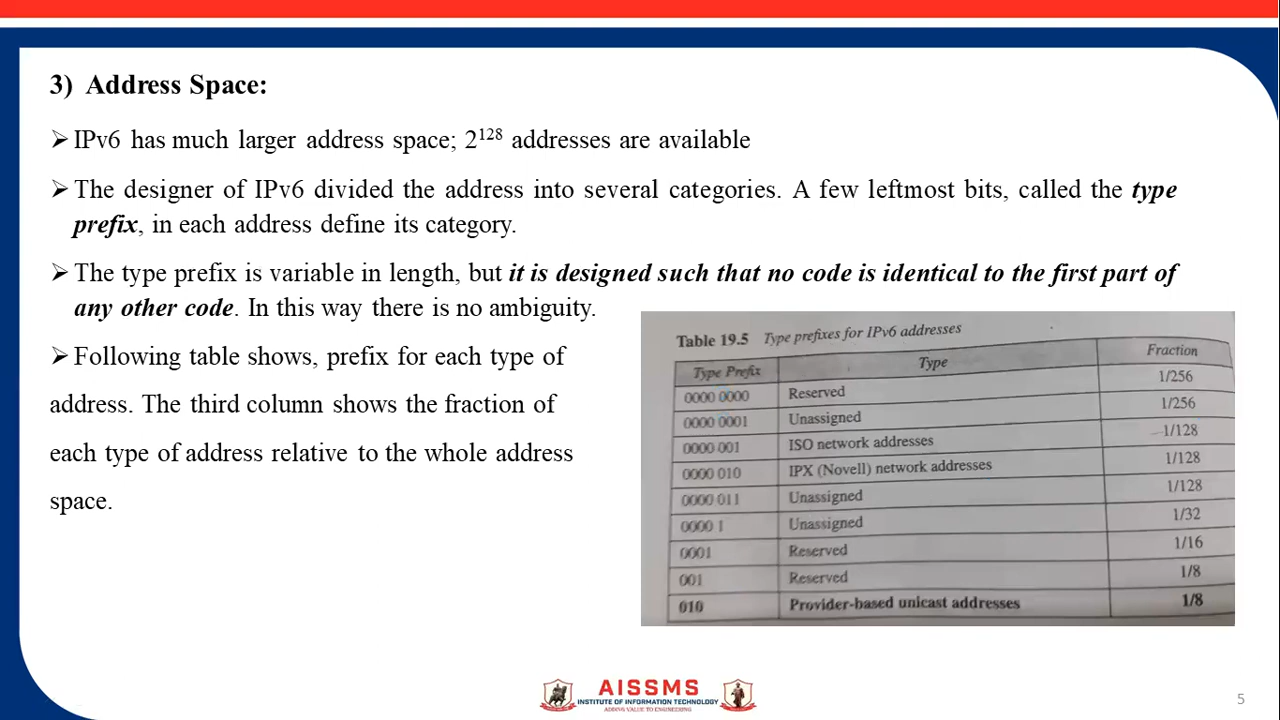 3) Address Space:
➢IPv6 has much larger address space; 2¹²⁸ addresses are available
➢The designer of IPv6 divided the address into several categories. A few leftmost bits, called the type
prefix, in each address define its category.
➢The type prefix is variable in length, but it is designed such that no code is identical to the first part of
any other code. In this way there is no ambiguity.
➢Following table shows, prefix for each type of
address. The third column shows the fraction of
each type of address relative to the whole address
space.
Table 19.5 Type prefixes for IPv6 addresses
Type Prefix Type Fraction
0000 0000 Reserved 1/256
0000 0001 Unassigned 1/256
0000 001 ISO network addresses 1/128
0000 010 IPX (Novell) network addresses 1/128
0000 011 Unassigned 1/128
0000 1 Unassigned 1/32
0001 Reserved 1/16
001 Reserved 1/8
010 Provider-based unicast addresses 1/8
AISSMS
INSTITUTE OF INFORMATION TECHNOLOGY
ADDING VALUE TO ENGINEERING
5